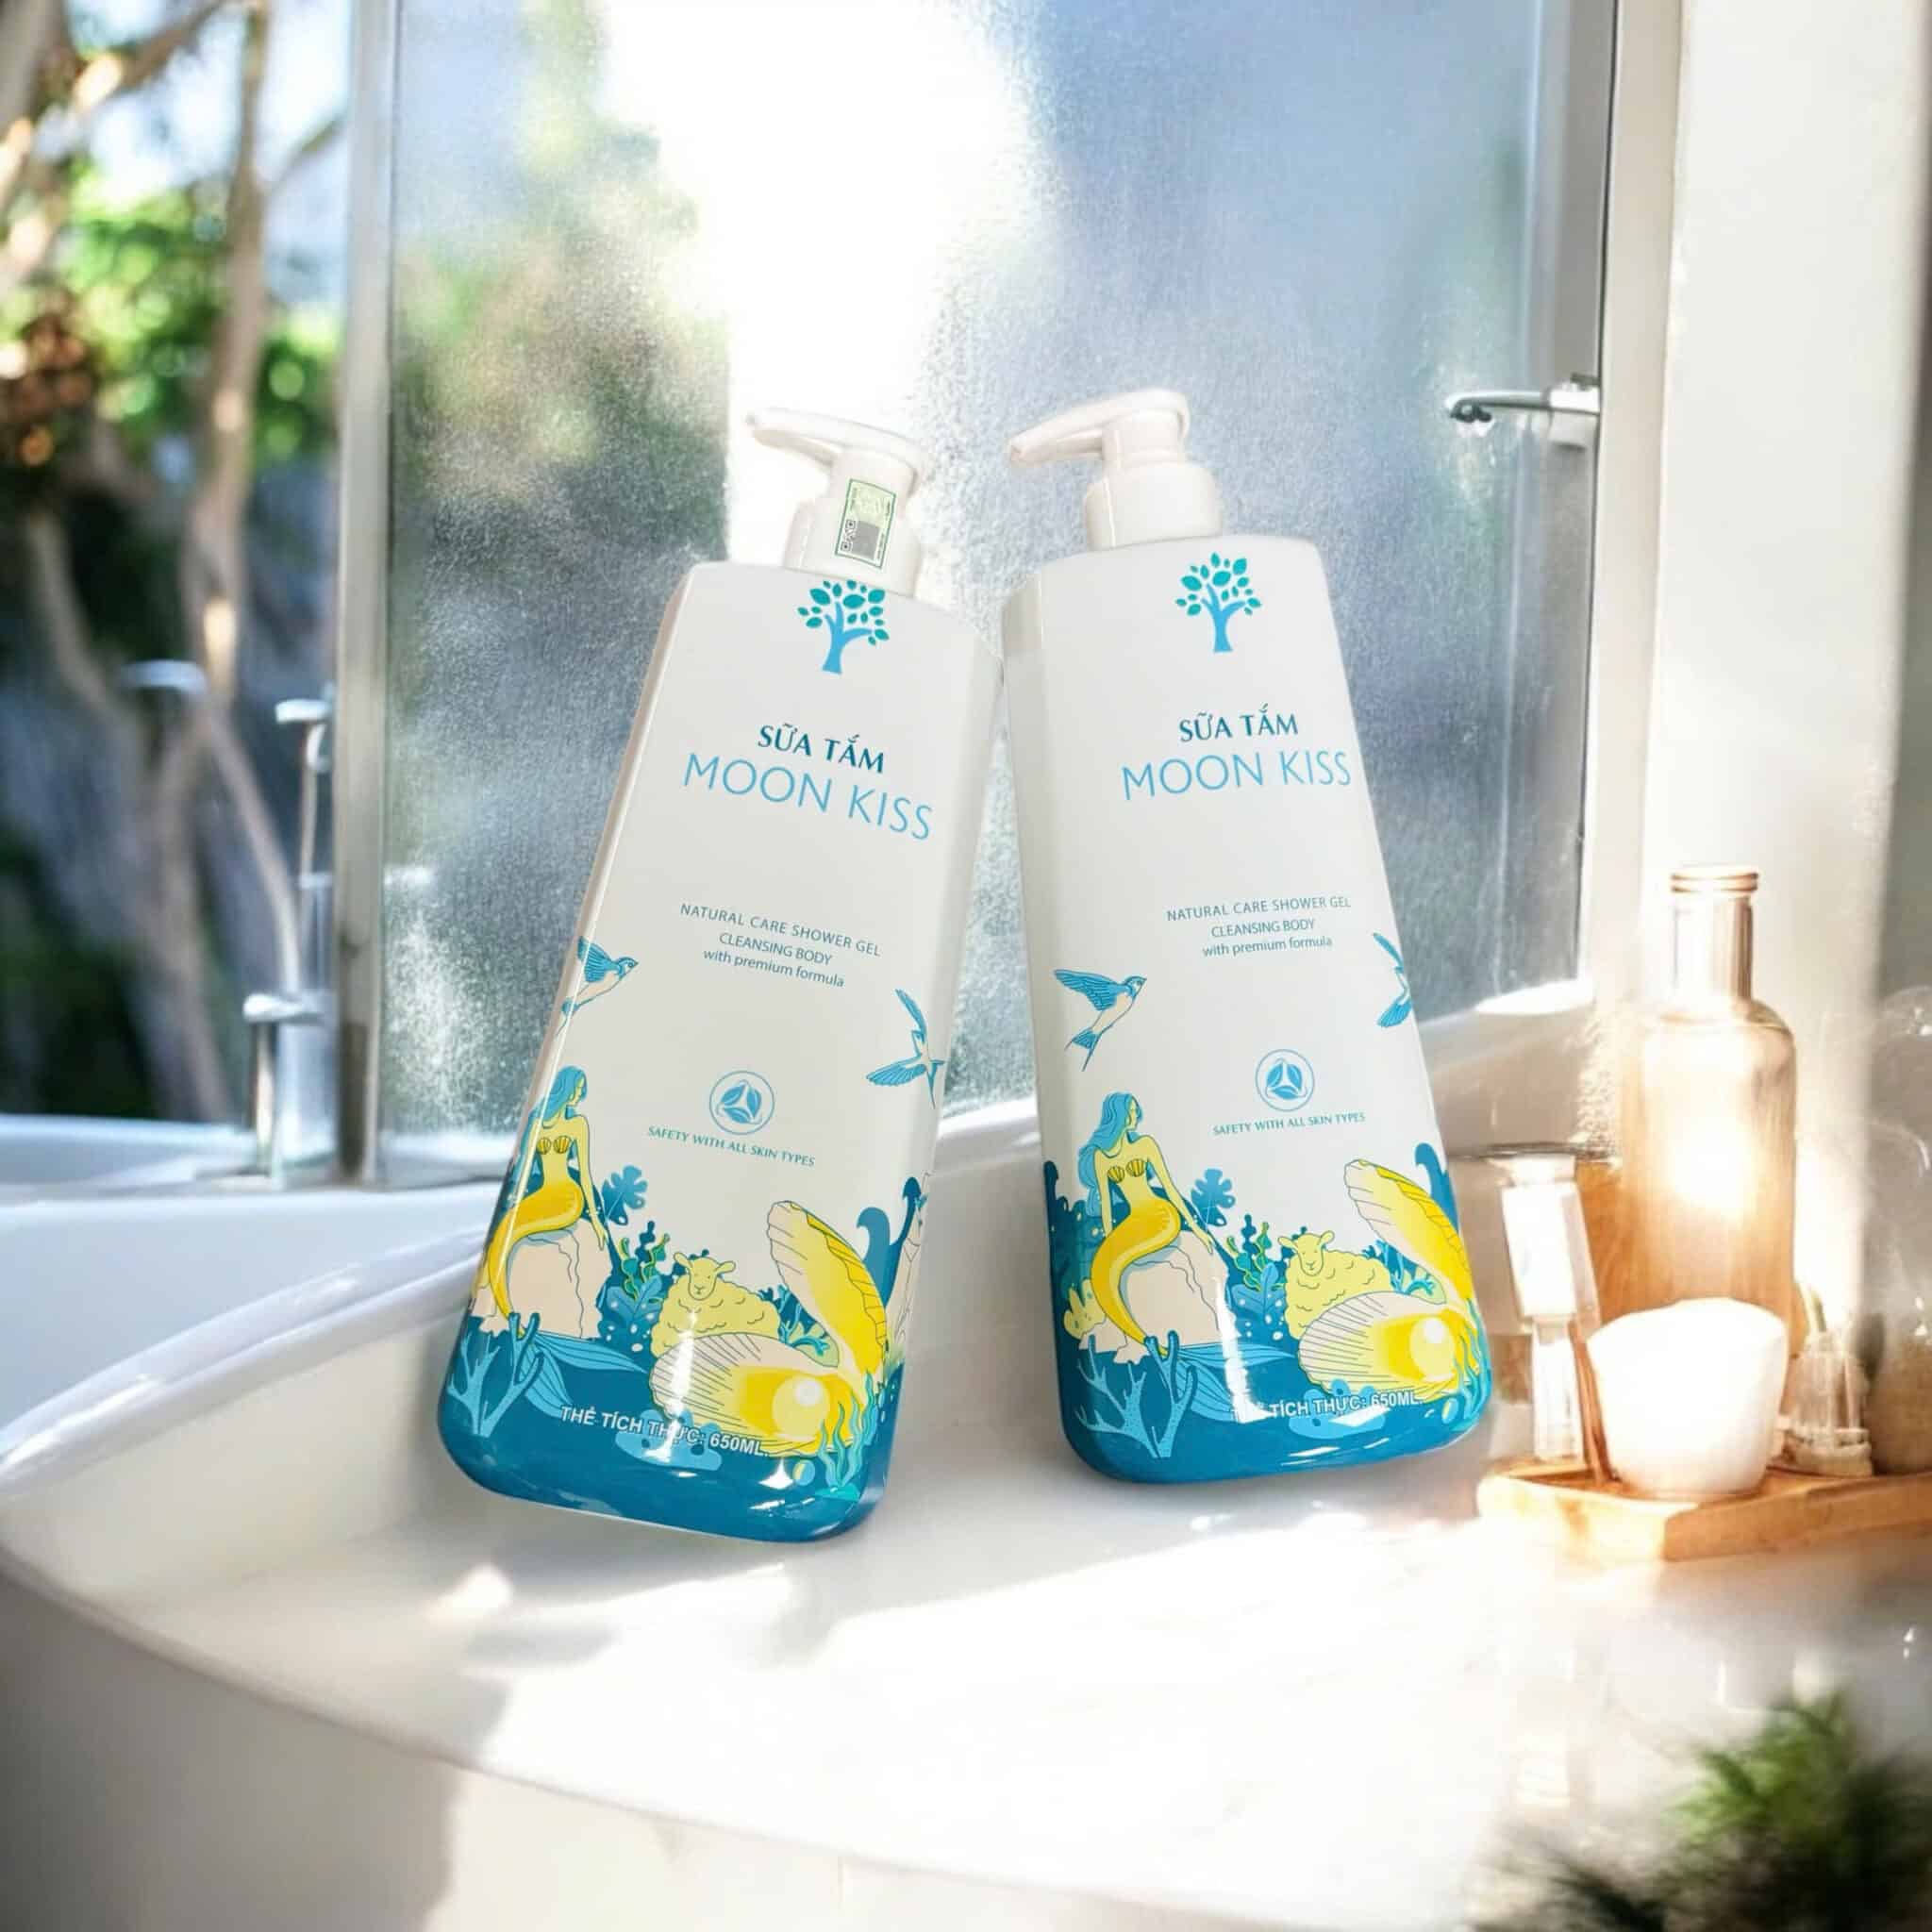 SỮA TẮM
MOON KISS
NATURAL CARE SHOWER GEL
CLEANSING BODY
with premium formula
SAFETY WITH ALL SKIN TYPES
THỂ TÍCH THỰC: 650ML
SỮA TẮM
MOON KISS
NATURAL CARE SHOWER GEL
CLEANSING BODY
with premium formula
SAFETY WITH ALL SKIN TYPES
TÍCH THỰC: 650ML